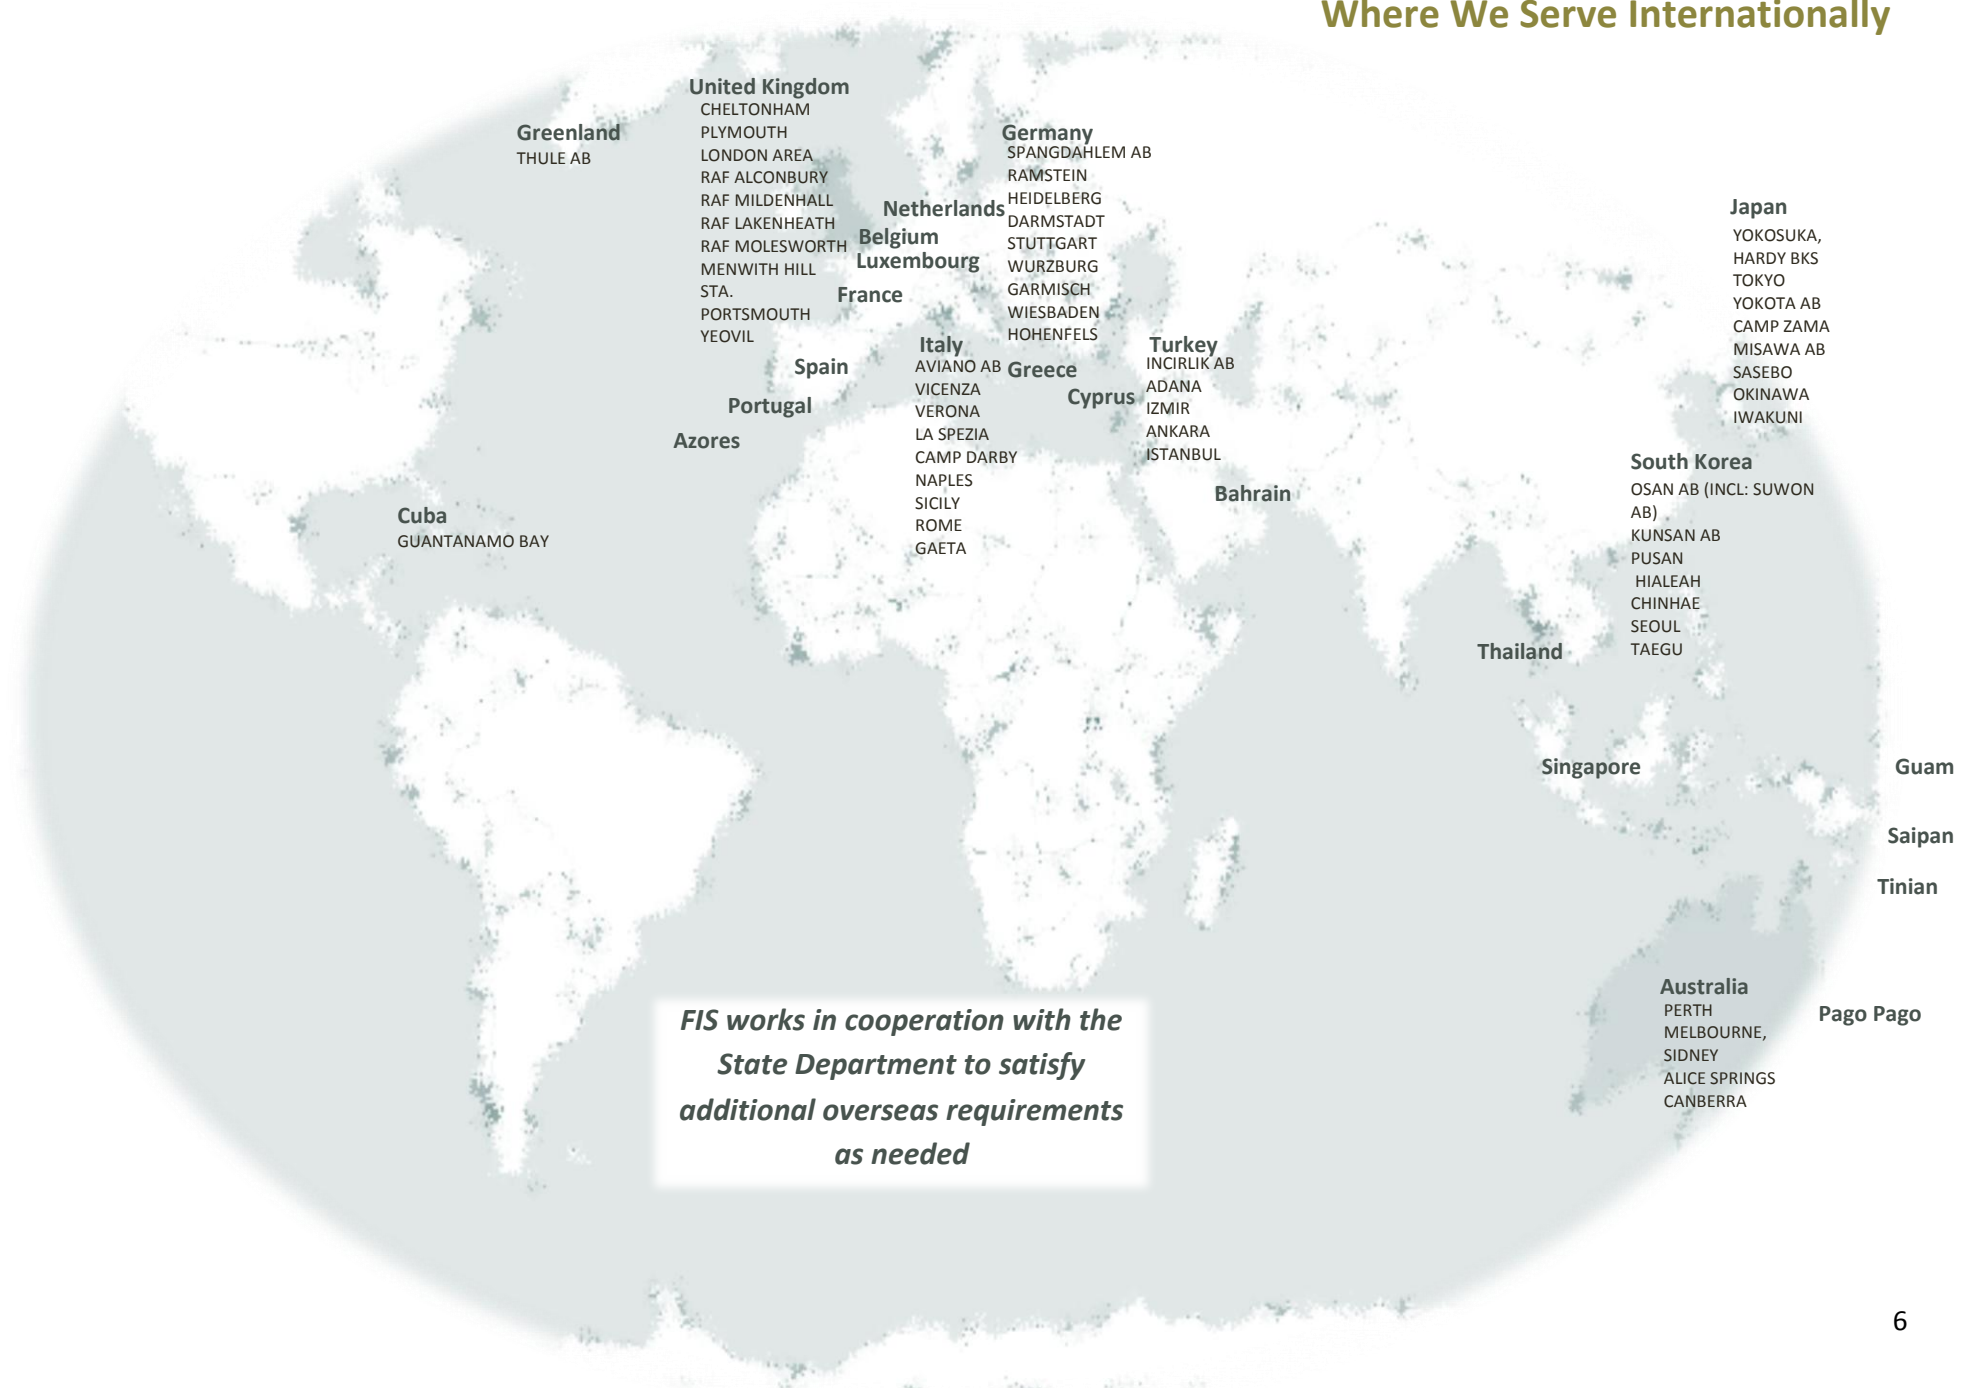 Where We Serve Internationally
United Kingdom
CHELTONHAM
PLYMOUTH
LONDON AREA
RAF ALCONBURY
RAF MILDENHALL
RAF LAKENHEATH
RAF MOLESWORTH
MENWITH HILL
STA.
PORTSMOUTH
YEOVIL
Greenland
THULE AB
Germany
SPANGDAHLEM AB
RAMSTEIN
HEIDELBERG
DARMSTADT
STUTTGART
WURZBURG
GARMISCH
WIESBADEN
HOHENFELS
Netherlands
Belgium
Luxembourg
France
Japan
YOKOSUKA,
HARDY BKS
TOKYO
YOKOTA AB
CAMP ZAMA
MISAWA AB
SASEBO
OKINAWA
IWAKUNI
Italy
AVIANO AB
VICENZA
VERONA
LA SPEZIA
CAMP DARBY
NAPLES
SICILY
ROME
GAETA
Spain
Portugal
Azores
Greece
Cyprus
Turkey
INCIRLIK AB
ADANA
IZMIR
ANKARA
ISTANBUL
Bahrain
South Korea
OSAN AB (INCL: SUWON
AB)
KUNSAN AB
PUSAN
HIALEAH
CHINHAE
SEOUL
TAEGU
Cuba
GUANTANAMO BAY
Thailand
Singapore
Guam
Saipan
Tinian
Australia
PERTH
MELBOURNE,
SIDNEY
ALICE SPRINGS
CANBERRA
Pago Pago
FIS works in cooperation with the
State Department to satisfy
additional overseas requirements
as needed
6